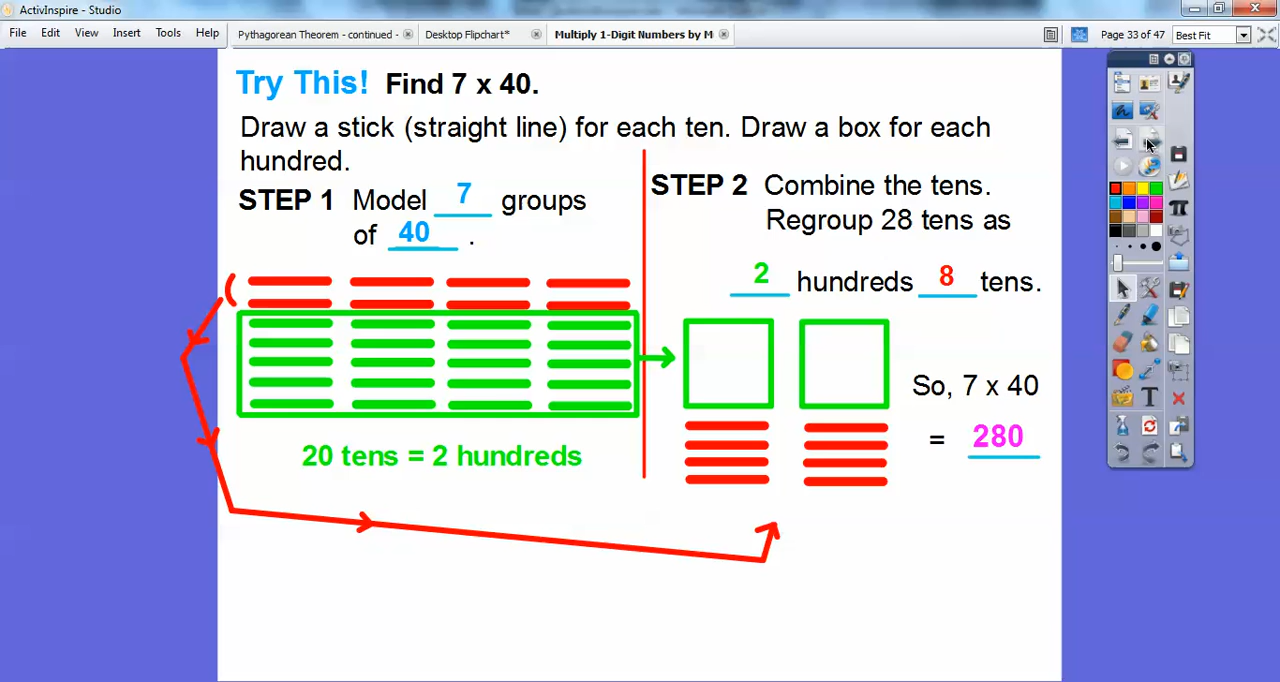 ActivInspire - Studio
File Edit View Insert Tools Help
Pythagorean Theorem - continued -
Desktop Flipchart*
Multiply 1-Digit Numbers by M
Page 33 of 47
Best Fit
Try This! Find 7 x 40.
Draw a stick (straight line) for each ten. Draw a box for each
hundred.
STEP 1 Model 7 groups
of 40 .
STEP 2 Combine the tens.
Regroup 28 tens as
2 hundreds 8 tens.
20 tens = 2 hundreds
So, 7 x 40
= 280